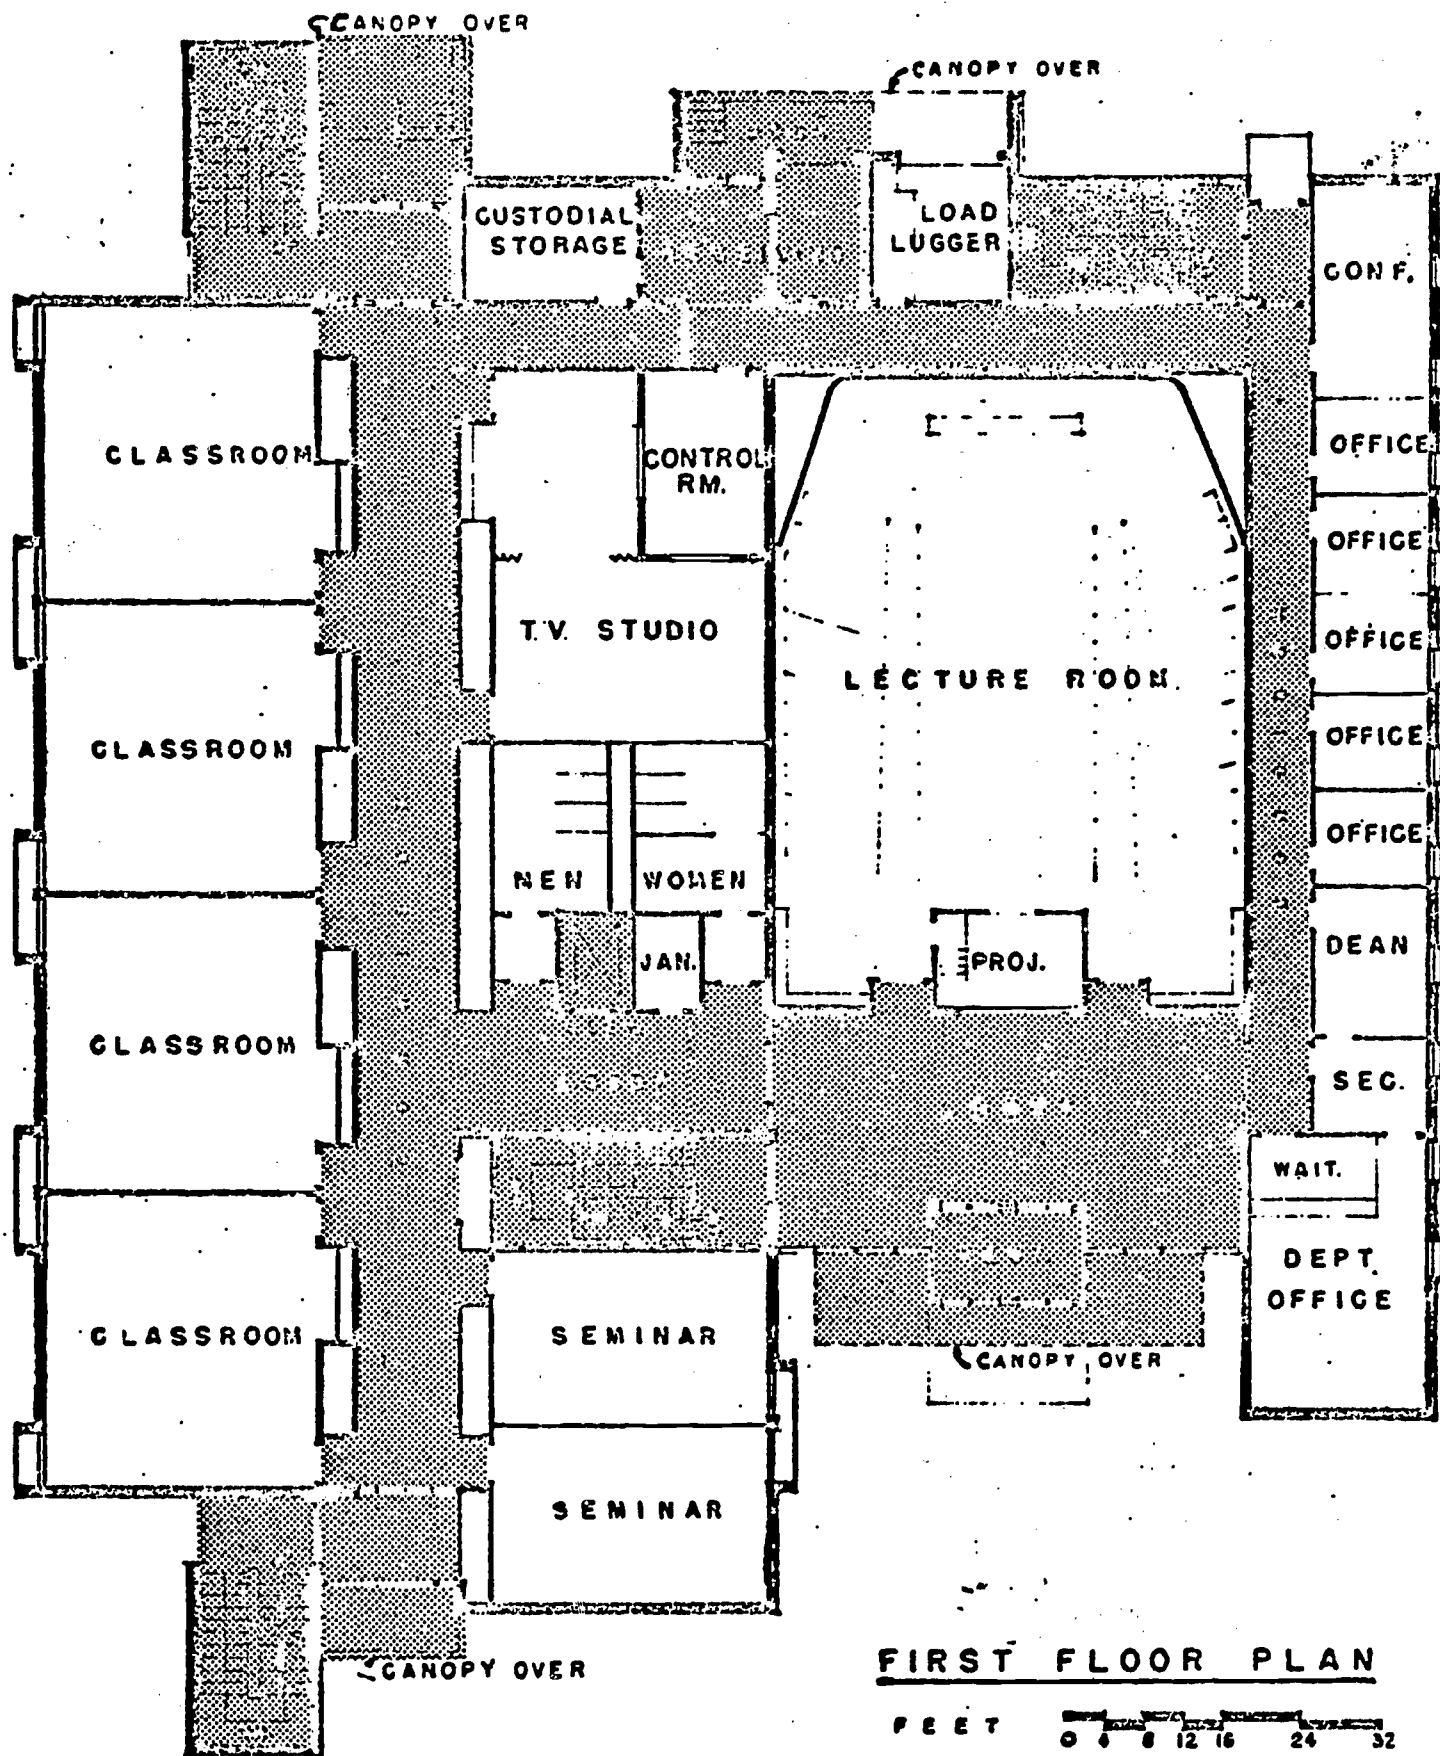 CANOPY OVER
CANOPY OVER
CUSTODIAL
STORAGE
LOAD
LUGGER
CONF.
CLASSROOM
CONTROL
RM.
OFFICE
OFFICE
T.V. STUDIO
OFFICE
LECTURE ROOM
CLASSROOM
OFFICE
OFFICE
MEN
WOMEN
DEAN
JAN.
PROJ.
CLASSROOM
SEC.
LOBBY
WAIT.
DEPT.
OFFICE
CLASSROOM
SEMINAR
CANOPY OVER
SEMINAR
CANOPY OVER
FIRST FLOOR PLAN
FEET 0 4 8 12 16 24 32